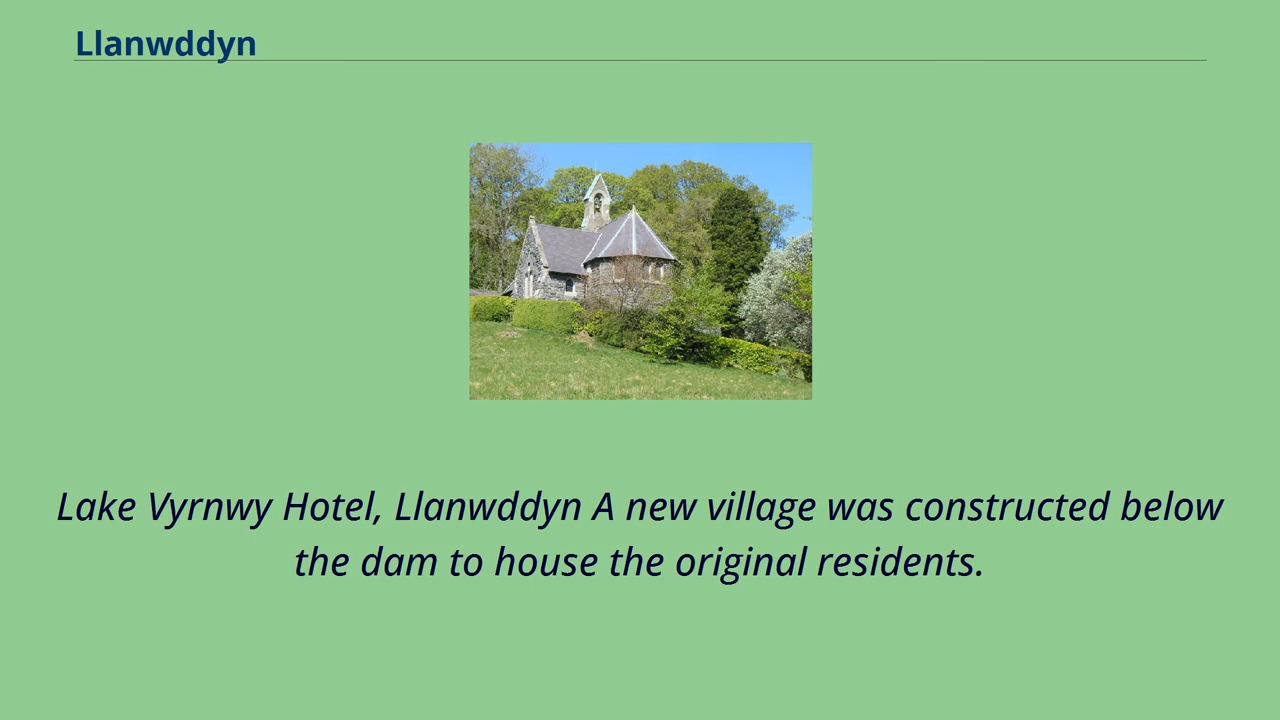 Llanwddyn
Lake Vyrnwy Hotel, Llanwddyn A new village was constructed below
the dam to house the original residents.